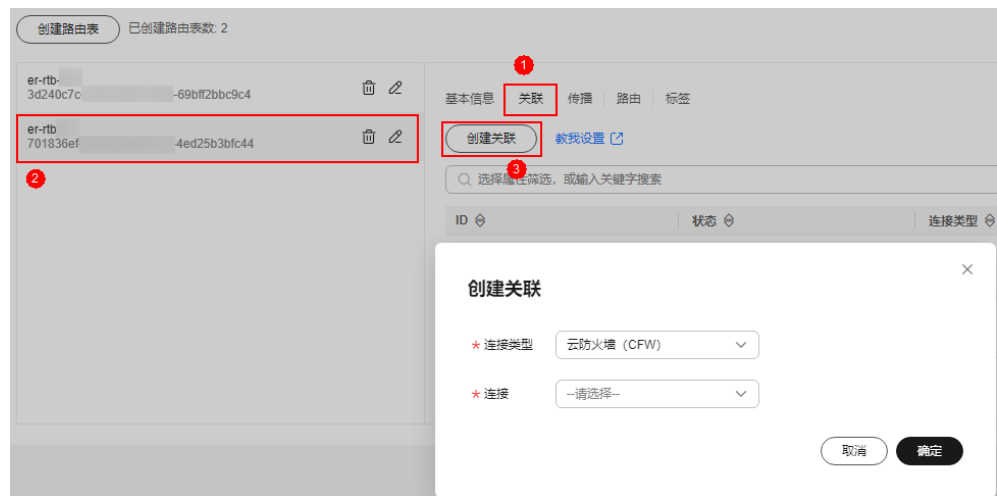 创建路由表 已创建路由表数: 2
er-rtb-
3d240c7c -69bff2bbc9c4
er-rtb
701836ef 4ed25b3bfc44
2
1
基本信息 关联 传播 路由 标签
创建关联 教我设置
3
选择属性筛选，或输入关键字搜索
ID 状态 连接类型
创建关联
* 连接类型 云防火墙（CFW）
* 连接 --请选择--
取消 确定